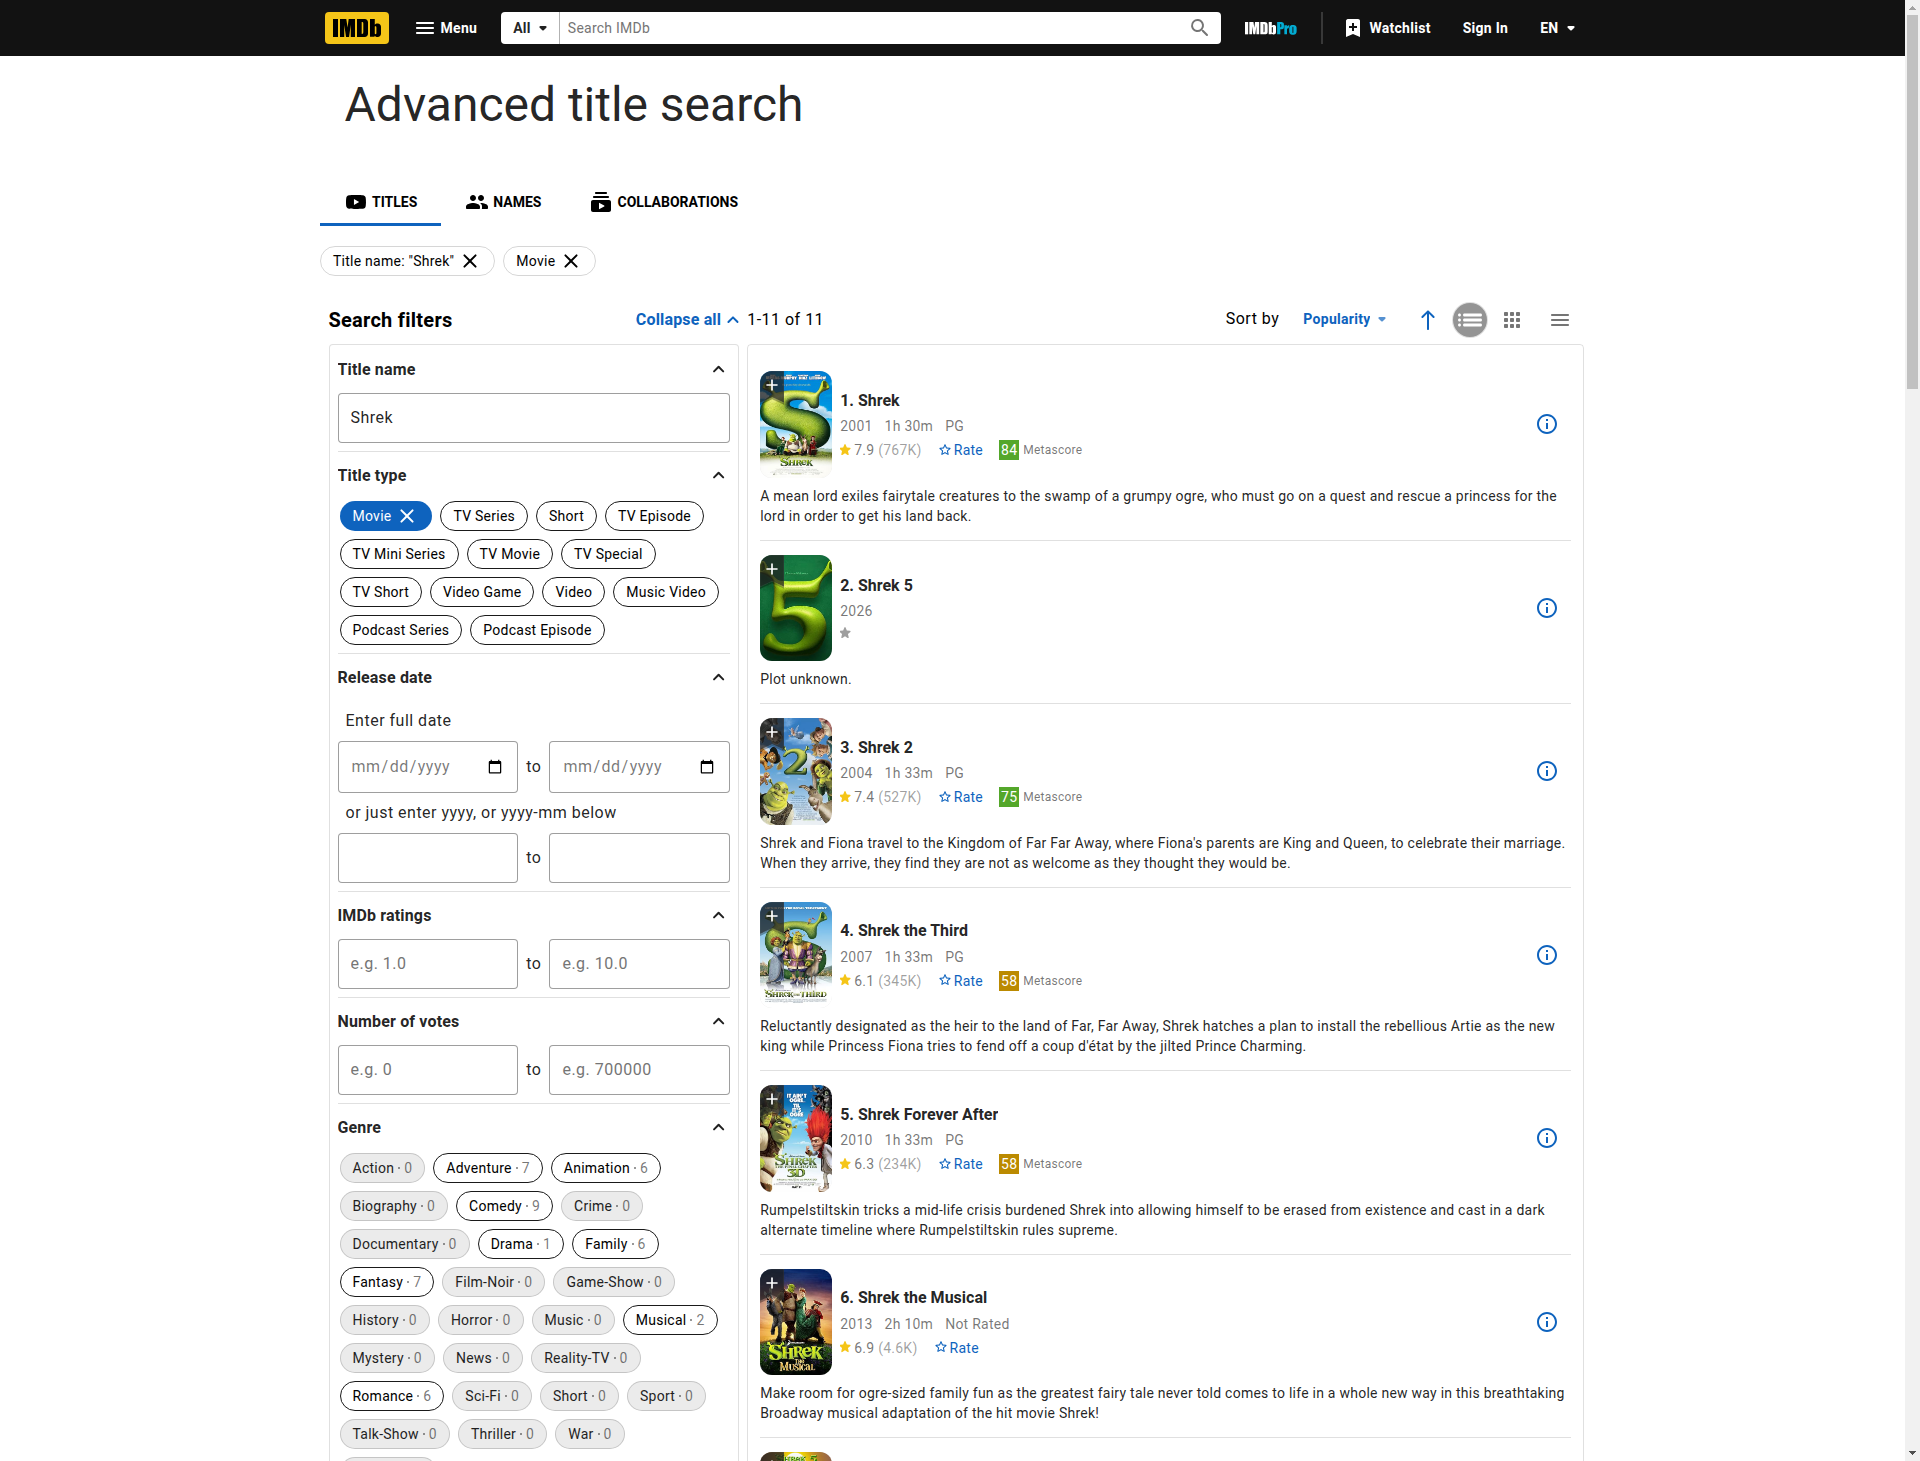 IMDb Menu All Search IMDb IMDbPro Watchlist Sign In EN
Advanced title search
TITLES NAMES COLLABORATIONS
Title name: "Shrek" Movie
Search filters Collapse all 1-11 of 11 Sort by Popularity
Title name
Shrek
Title type
Movie TV Series Short TV Episode
TV Mini Series TV Movie TV Special
TV Short Video Game Video Music Video
Podcast Series Podcast Episode
Release date
Enter full date
mm/dd/yyyy to mm/dd/yyyy
or just enter yyyy, or yyyy-mm below
to
IMDb ratings
e.g. 1.0 to e.g. 10.0
Number of votes
e.g. 0 to e.g. 700000
Genre
Action · 0 Adventure · 7 Animation · 6
Biography · 0 Comedy · 9 Crime · 0
Documentary · 0 Drama · 1 Family · 6
Fantasy · 7 Film-Noir · 0 Game-Show · 0
History · 0 Horror · 0 Music · 0 Musical · 2
Mystery · 0 News · 0 Reality-TV · 0
Romance · 6 Sci-Fi · 0 Short · 0 Sport · 0
Talk-Show · 0 Thriller · 0 War · 0
SHREK
1. Shrek
2001 1h 30m PG
7.9 (767K) Rate 84 Metascore
A mean lord exiles fairytale creatures to the swamp of a grumpy ogre, who must go on a quest and rescue a princess for the
lord in order to get his land back.
5
2. Shrek 5
2026
Plot unknown.
2
3. Shrek 2
2004 1h 33m PG
7.4 (527K) Rate 75 Metascore
Shrek and Fiona travel to the Kingdom of Far Far Away, where Fiona's parents are King and Queen, to celebrate their marriage.
When they arrive, they find they are not as welcome as they thought they would be.
SHREK THE THIRD
4. Shrek the Third
2007 1h 33m PG
6.1 (345K) Rate 58 Metascore
Reluctantly designated as the heir to the land of Far, Far Away, Shrek hatches a plan to install the rebellious Artie as the new
king while Princess Fiona tries to fend off a coup d'état by the jilted Prince Charming.
IT AIN'T
OGRE
TIL
IT'S
OGRE
SHREK
THE FINAL CHAPTER
3D
5. Shrek Forever After
2010 1h 33m PG
6.3 (234K) Rate 58 Metascore
Rumpelstiltskin tricks a mid-life crisis burdened Shrek into allowing himself to be erased from existence and cast in a dark
alternate timeline where Rumpelstiltskin rules supreme.
SHREK
THE
MUSICAL
6. Shrek the Musical
2013 2h 10m Not Rated
6.9 (4.6K) Rate
Make room for ogre-sized family fun as the greatest fairy tale never told comes to life in a whole new way in this breathtaking
Broadway musical adaptation of the hit movie Shrek!